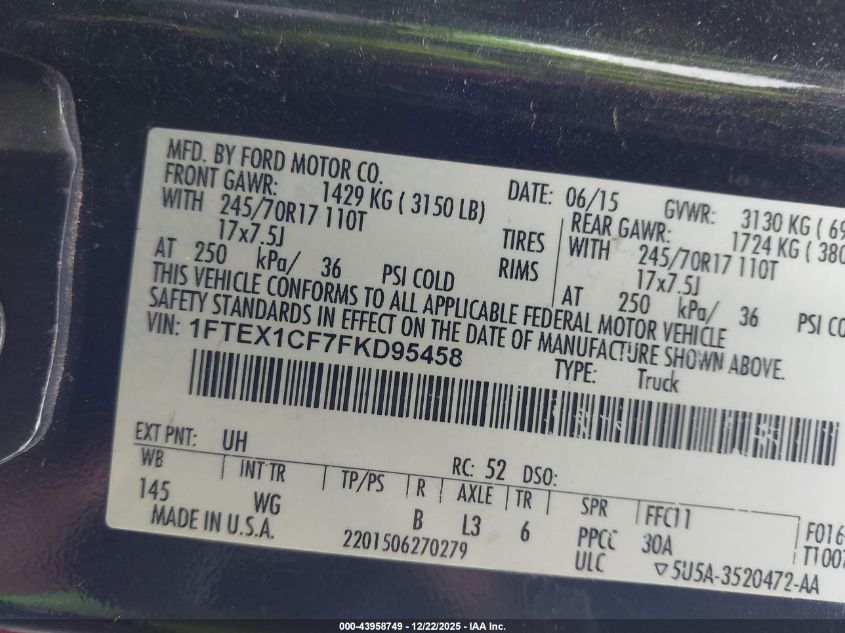 MFD. BY FORD MOTOR CO. DATE: 06/15 GVWR: 3130 KG ( 69
FRONT GAWR: 1429 KG ( 3150 LB) REAR GAWR: 1724 KG ( 380
WITH 245/70R17 110T TIRES WITH 245/70R17 110T
17x7.5J RIMS 17x7.5J
AT 250 kPa/ 36 PSI COLD AT 250 kPa/ 36 PSI CO
THIS VEHICLE CONFORMS TO ALL APPLICABLE FEDERAL MOTOR VEHICLE
SAFETY STANDARDS IN EFFECT ON THE DATE OF MANUFACTURE SHOWN ABOVE.
VIN: 1FTEX1CF7FKD95458 TYPE: Truck
EXT PNT: UH RC: 52 DSO:
WB INT TR TP/PS R AXLE TR SPR FFC11 F016
145 WG B L3 6 PPCC 30A T1007
MADE IN U.S.A. 2201506270279 ULC ▽5U5A-3520472-AA
000-43958749 - 12/22/2025 - IAA Inc.